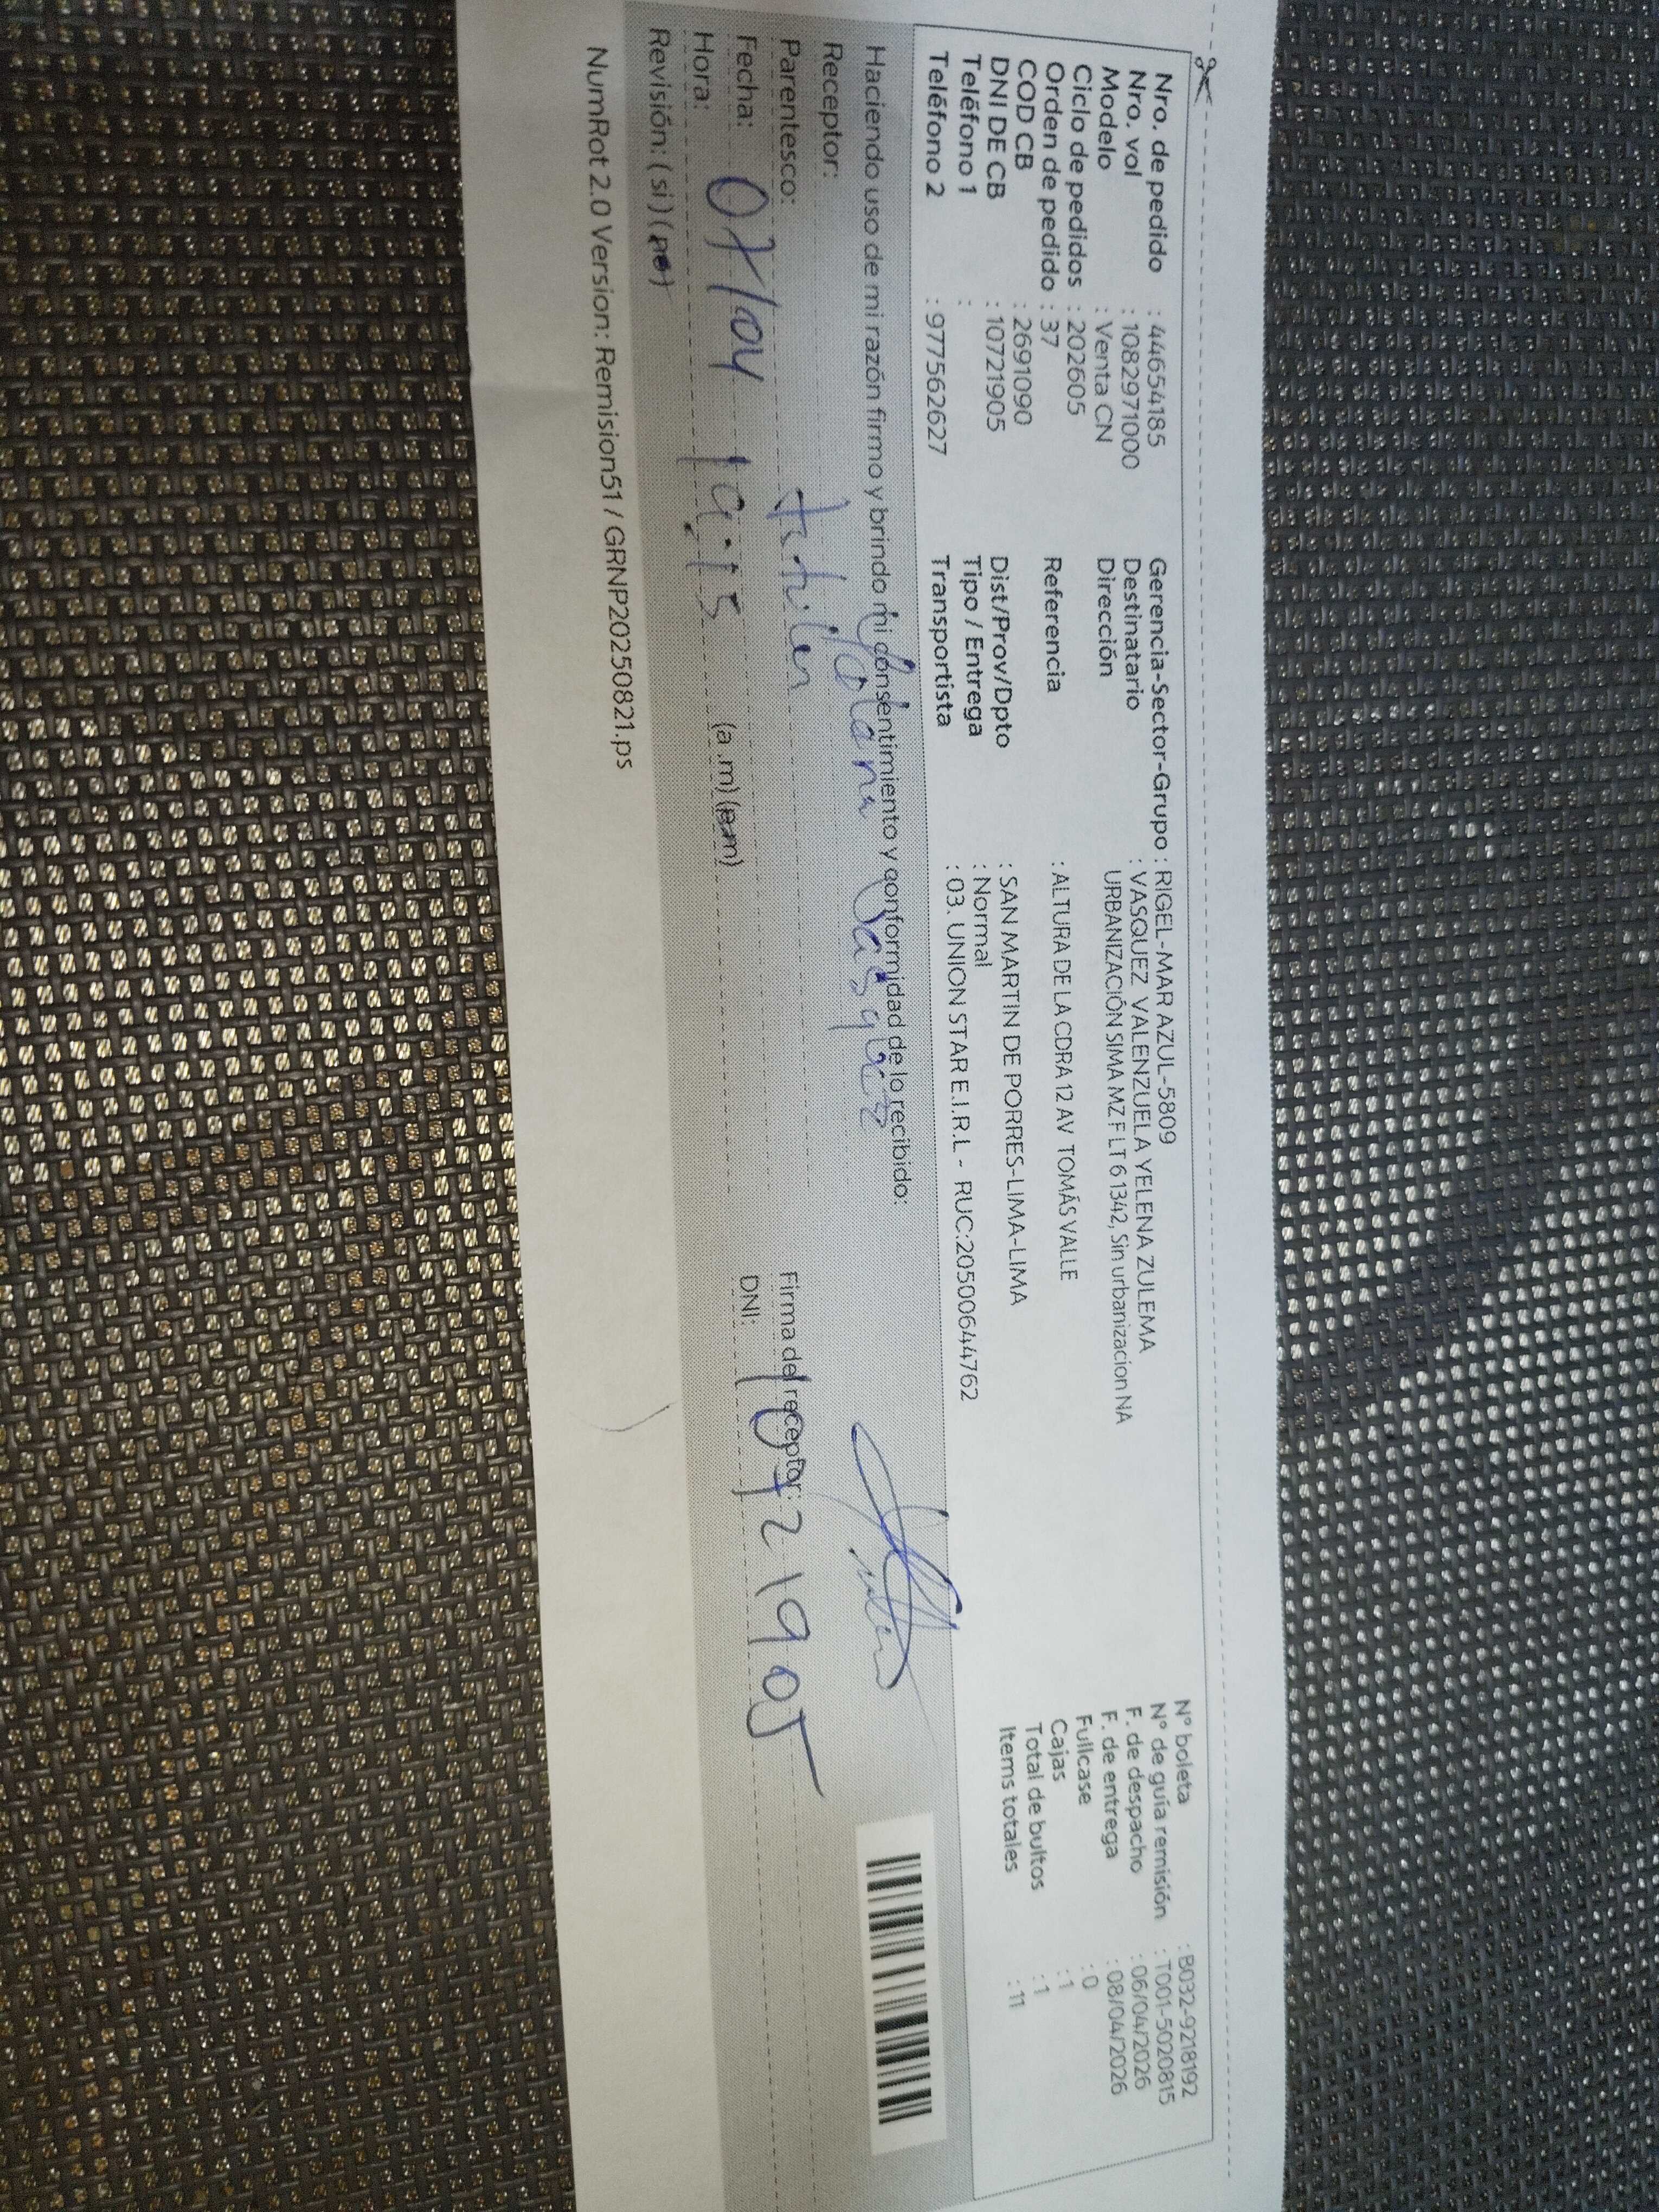 Nro. de pedido : 44654185
Nro. vol : 1082971000
Modelo : Venta CN
Ciclo de pedidos : 202605
Orden de pedido : 37
COD CB : 2691090
DNI DE CB : 10721905
Teléfono 1 :
Teléfono 2 : 977562627
Gerencia-Sector-Grupo : RIGEL-MAR AZUL-5809
Destinatario : VASQUEZ VALENZUELA YELENA ZULEMA
Dirección URBANIZACIÓN SIMA MZ F LT 6 1342, Sin urbanizacion NA
Referencia : ALTURA DE LA CDRA 12 AV TOMÁS VALLE
Dist/Prov/Dpto : SAN MARTIN DE PORRES-LIMA-LIMA
Tipo / Entrega : Normal
Transportista : 03. UNION STAR E.I.R.L - RUC:20500644762
N° boleta : B032-9218192
N° de guía remisión : T001-5020815
F. de despacho : 06/04/2026
F. de entrega : 08/04/2026
Fullcase : 0
Cajas : 1
Total de bultos : 1
Items totales : 11
Haciendo uso de mi razón firmo y brindo mi consentimiento y conformidad de lo recibido:
Receptor: Yolana Vasquez
Parentesco: titular
Fecha: 07/04
Hora: 19:15 (a.m) (p.m)
Revisión: (si) (no)
Firma del receptor:
DNI: 10721905
NumRot 2.0 Version: Remision51 / GRNP20250821.ps